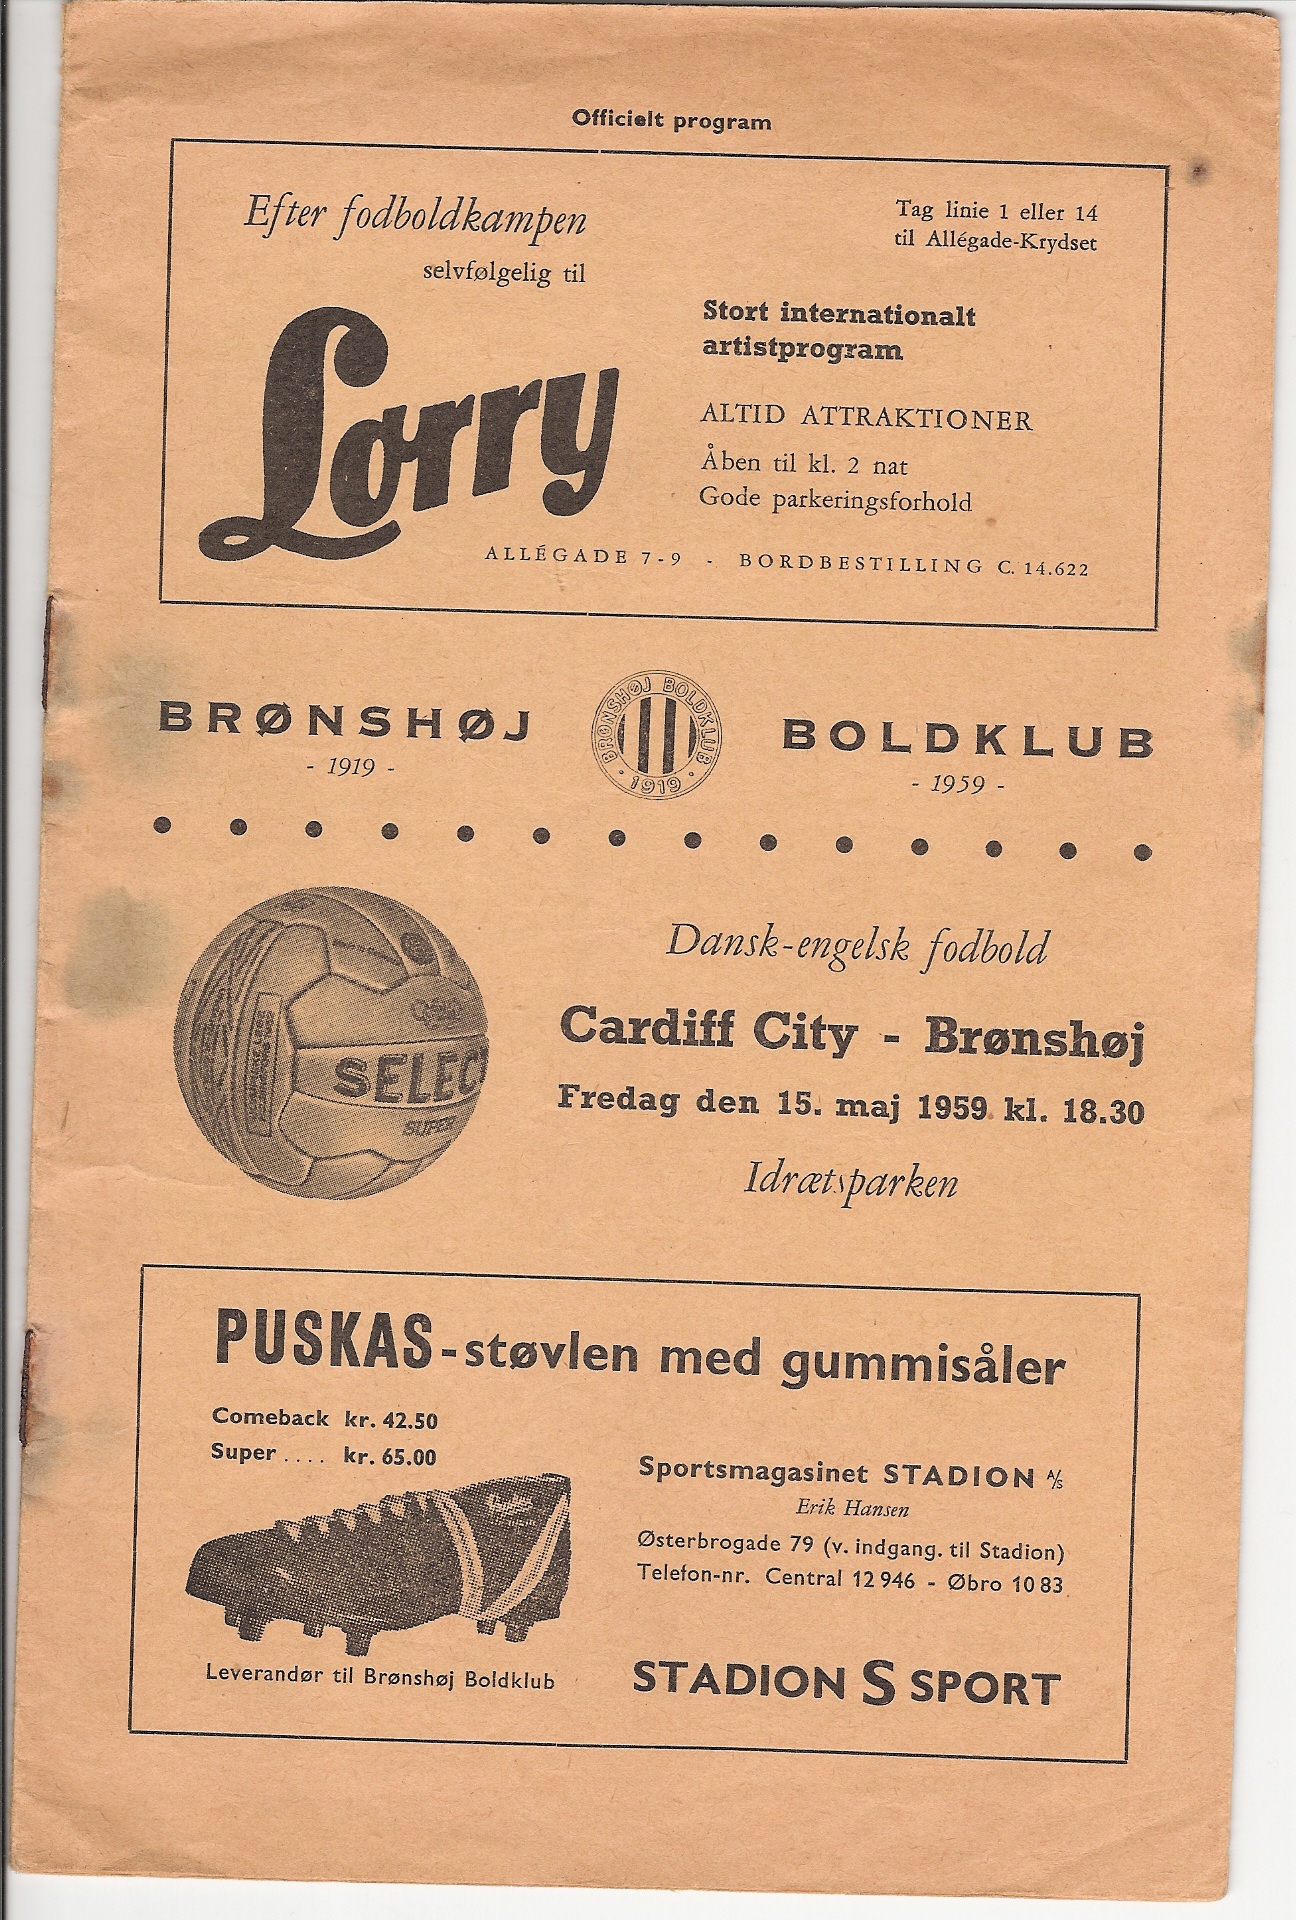 Officielt program
Efter fodboldkampen
selvfølgelig til
Lorry
Tag linie 1 eller 14
til Allégade-Krydset
Stort internationalt
artistprogram
ALTID ATTRAKTIONER
Åben til kl. 2 nat
Gode parkeringsforhold
ALLÉGADE 7-9 - BORDBESTILLING C. 14.622
BRØNSHØJ
- 1919 -
BRØNSHØJ BOLDKLUB
· 1919 ·
BOLDKLUB
- 1959 -
SELEC
SUPER
Dansk-engelsk fodbold
Cardiff City - Brønshøj
Fredag den 15. maj 1959 kl. 18.30
Idrætsparken
PUSKAS-støvlen med gummisåler
Comeback kr. 42.50
Super .... kr. 65.00
Leverandør til Brønshøj Boldklub
Sportsmagasinet STADION A/S
Erik Hansen
Østerbrogade 79 (v. indgang. til Stadion)
Telefon-nr. Central 12 946 - Øbro 10 83
STADION S SPORT